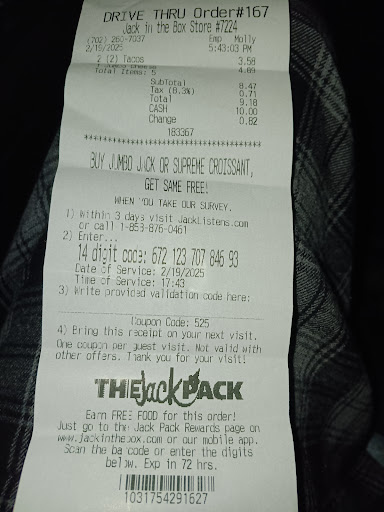 DRIVE THRU Order#167
Jack in the Box Store #7224
(702) 260-7037 Emp Molly
2/19/2025 5:43:03 PM
2 (2) Tacos 3.58
Jumbo Cheese 4.89
Total Items: 5
SubTotal 8.47
Tax (8.3%) 0.71
Total 9.18
CASH 10.00
Change 0.82
183367
****************************************
BUY JUMBO JACK OR SUPREME CROISSANT,
GET SAME FREE!
WHEN YOU TAKE OUR SURVEY.
1) Within 3 days visit JackListens.com
or call 1-858-876-0461
2) Enter...
14 digit code: 672 123 707 846 93
Date of Service: 2/19/2025
Time of Service: 17:43
3) Write provided validation code here:
Coupon Code: 525
4) Bring this receipt on your next visit.
One coupon per guest visit. Not valid with
other offers. Thank you for your visit!
THE Jack PACK
Earn FREE FOOD for this order!
Just go to the Jack Pack Rewards page on
www.jackinthebox.com or our mobile app.
Scan the barcode or enter the digits
below. Exp in 72 hrs.
1031754291627